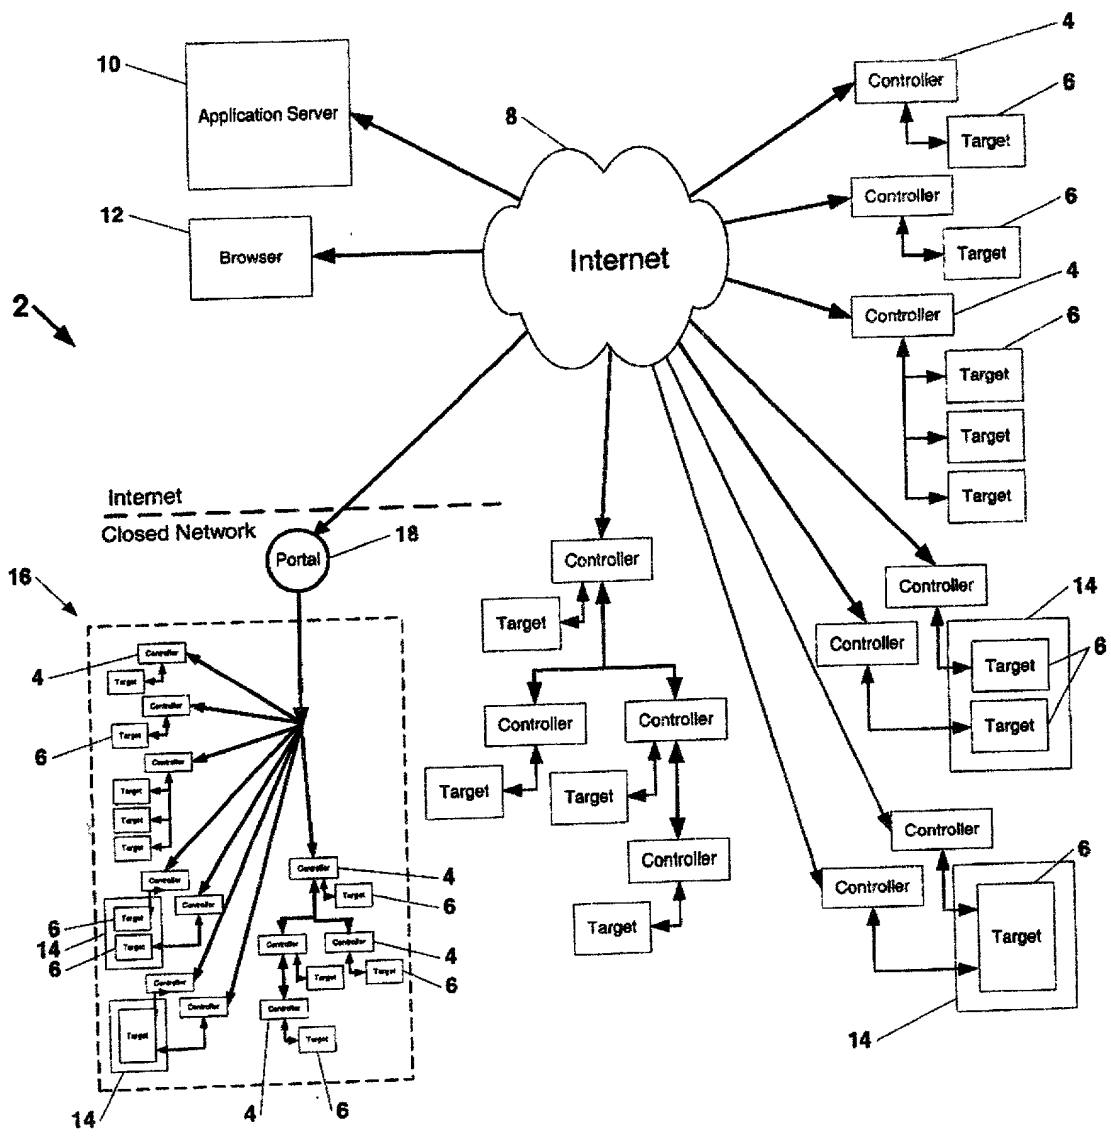 4
10
Controller
6
Application Server
8
Target
12
Controller
6
Browser
Internet
Target
4
2
Controller
6
Target
Target
Target
Internet
Closed Network
18
Portal
Controller
Controller
14
16
Target
Controller
6
Target
Target
4
Controller
Target
Controller
Target
6
Controller
Controller
Controller
Target
Target
Target
Target
Target
Controller
Controller
6
Controller
Controller
4
Controller
Target
Controller
Target
6
Target
6
14
Target
6
Controller
Controller
4
Target
Target
6
Controller
Controller
Controller
Target
Target
14
14
4
6